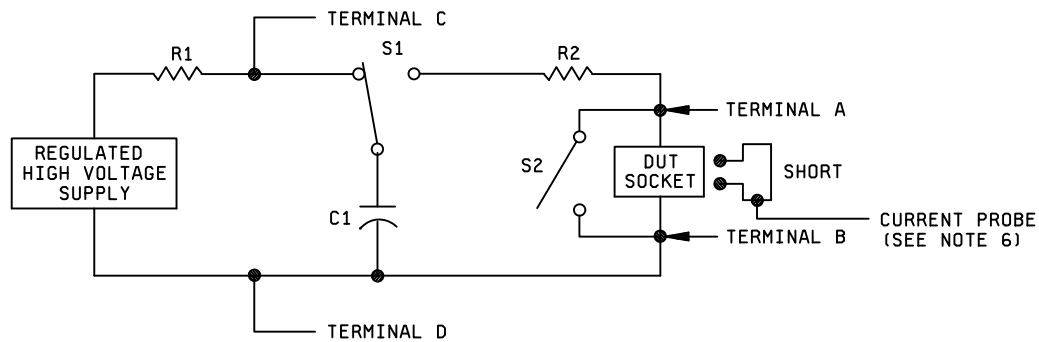 TERMINAL C
S1
R1
R2
TERMINAL A
REGULATED
HIGH VOLTAGE
SUPPLY
S2
DUT
SOCKET
SHORT
C1
CURRENT PROBE
(SEE NOTE 6)
TERMINAL B
TERMINAL D